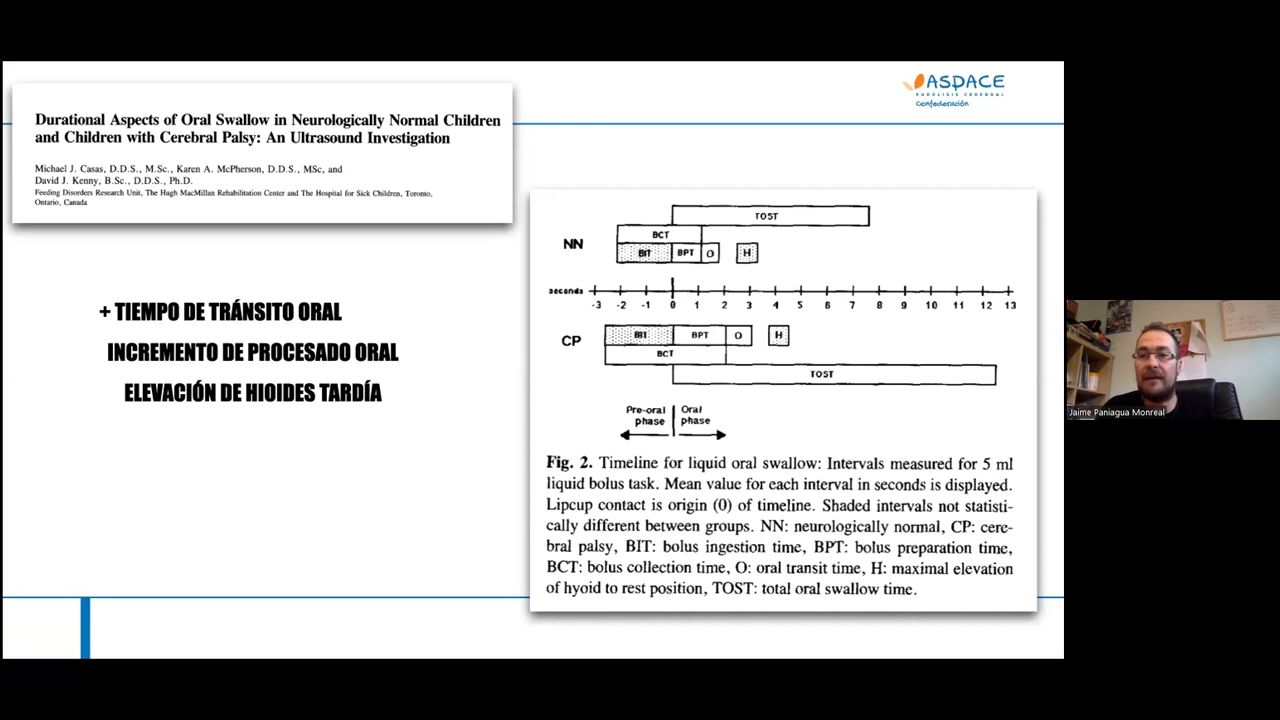 ASPACE
PARÁLISIS CEREBRAL
Confederación
Durational Aspects of Oral Swallow in Neurologically Normal Children
and Children with Cerebral Palsy: An Ultrasound Investigation
Michael J. Casas, D.D.S., M.Sc., Karen A. McPherson, D.D.S., MSc, and
David J. Kenny, B.Sc., D.D.S., Ph.D.
Feeding Disorders Research Unit, The Hugh MacMillan Rehabilitation Center and The Hospital for Sick Children, Toronto,
Ontario, Canada
+ TIEMPO DE TRÁNSITO ORAL
INCREMENTO DE PROCESADO ORAL
ELEVACIÓN DE HIOIDES TARDÍA
TOST
BCT
NN
BIT BPT O H
seconds
-3 -2 -1 0 1 2 3 4 5 6 7 8 9 10 11 12 13
CP
BIT BPT O H
BCT
TOST
Pre-oral Oral
phase phase
Fig. 2. Timeline for liquid oral swallow: Intervals measured for 5 ml
liquid bolus task. Mean value for each interval in seconds is displayed.
Lipcup contact is origin (0) of timeline. Shaded intervals not statisti-
cally different between groups. NN: neurologically normal, CP: cere-
bral palsy, BIT: bolus ingestion time, BPT: bolus preparation time,
BCT: bolus collection time, O: oral transit time, H: maximal elevation
of hyoid to rest position, TOST: total oral swallow time.
Jaime Paniagua Monreal